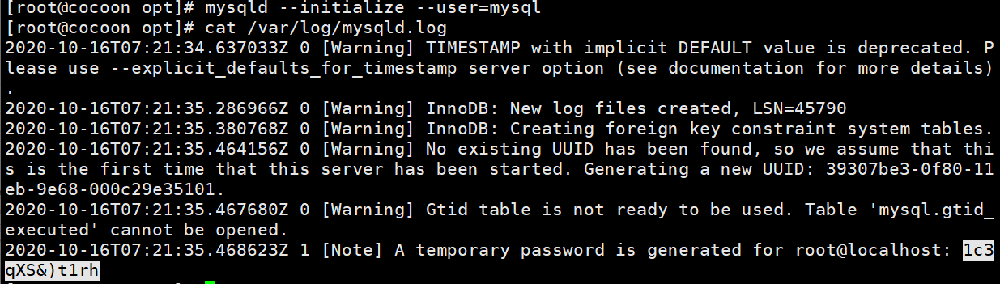 [root@cocoon opt]# mysqld --initialize --user=mysql
[root@cocoon opt]# cat /var/log/mysqld.log
2020-10-16T07:21:34.637033Z 0 [Warning] TIMESTAMP with implicit DEFAULT value is deprecated. P
lease use --explicit_defaults_for_timestamp server option (see documentation for more details)
.
2020-10-16T07:21:35.286966Z 0 [Warning] InnoDB: New log files created, LSN=45790
2020-10-16T07:21:35.380768Z 0 [Warning] InnoDB: Creating foreign key constraint system tables.
2020-10-16T07:21:35.464156Z 0 [Warning] No existing UUID has been found, so we assume that thi
s is the first time that this server has been started. Generating a new UUID: 39307be3-0f80-11
eb-9e68-000c29e35101.
2020-10-16T07:21:35.467680Z 0 [Warning] Gtid table is not ready to be used. Table 'mysql.gtid_
executed' cannot be opened.
2020-10-16T07:21:35.468623Z 1 [Note] A temporary password is generated for root@localhost: 1c3
qXS&)t1rh